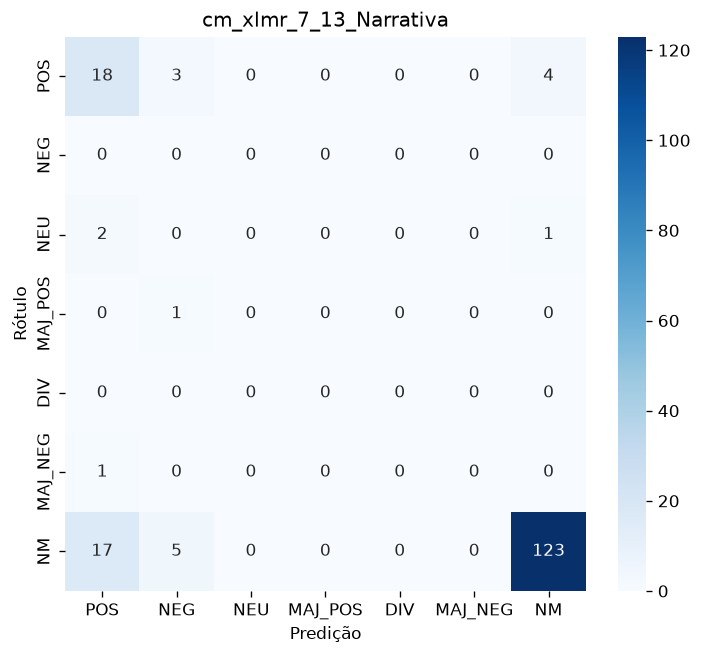 cm_xlmr_7_13_Narrativa
POS 18 3 0 0 0 0 4
NEG 0 0 0 0 0 0 0
NEU 2 0 0 0 0 0 1
MAJ_POS 0 1 0 0 0 0 0
DIV 0 0 0 0 0 0 0
MAJ_NEG 1 0 0 0 0 0 0
NM 17 5 0 0 0 0 123
POS NEG NEU MAJ_POS DIV MAJ_NEG NM
Predição
Rótulo
120
100
80
60
40
20
0